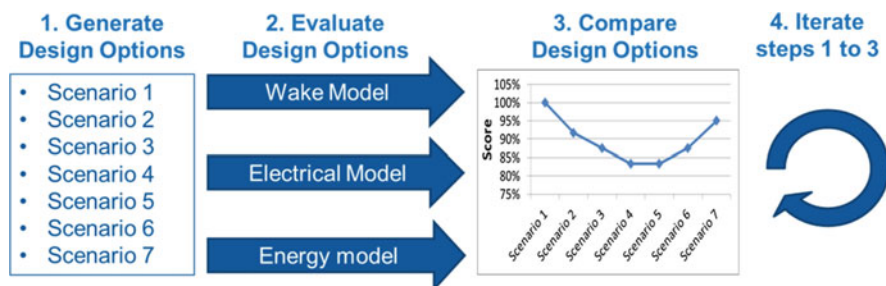 1. Generate
Design Options
• Scenario 1
• Scenario 2
• Scenario 3
• Scenario 4
• Scenario 5
• Scenario 6
• Scenario 7
2. Evaluate
Design Options
Wake Model
Electrical Model
Energy model
3. Compare
Design Options
Score
105%
100%
95%
90%
85%
80%
75%
Scenario 1
Scenario 2
Scenario 3
Scenario 4
Scenario 5
Scenario 6
Scenario 7
4. Iterate
steps 1 to 3